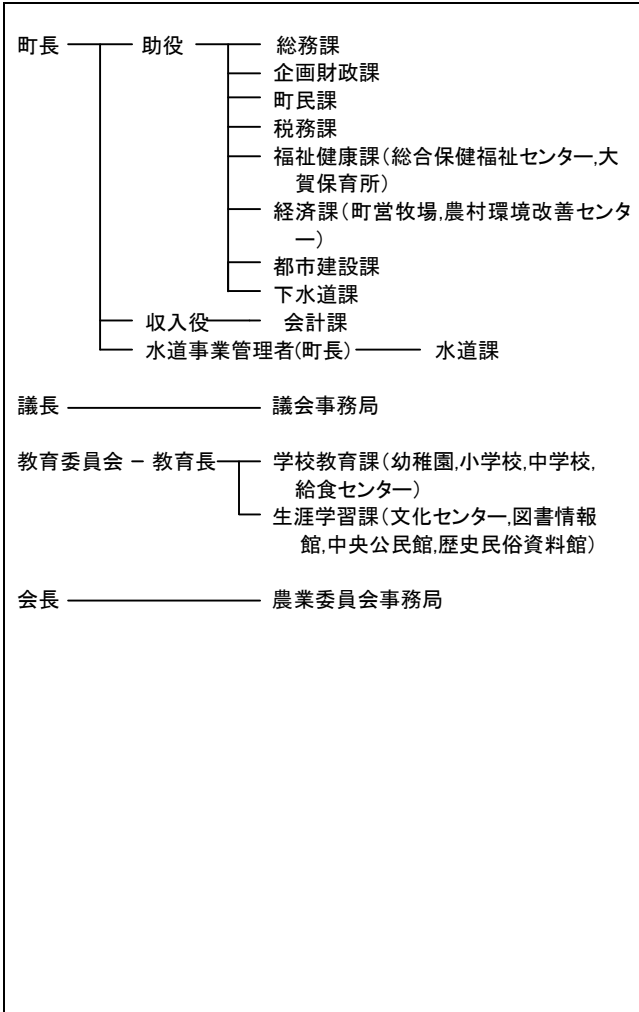 町長 助役 総務課
企画財政課
町民課
税務課
福祉健康課(総合保健福祉センター,大
賀保育所)
経済課(町営牧場,農村環境改善センタ
ー)
都市建設課
下水道課
収入役 会計課
水道事業管理者(町長) 水道課
議長 議会事務局
教育委員会 － 教育長 学校教育課(幼稚園,小学校,中学校,
給食センター)
生涯学習課(文化センター,図書情報
館,中央公民館,歴史民俗資料館)
会長 農業委員会事務局